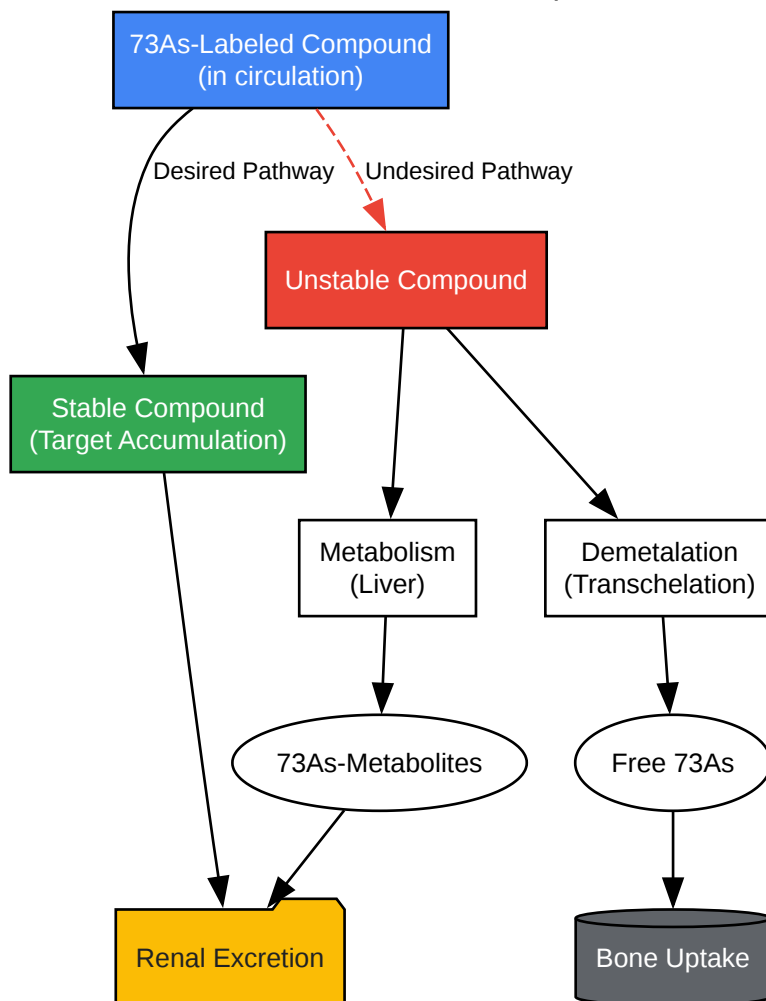 73As-Labeled Compound
(in circulation)
Desired Pathway
Undesired Pathway
Unstable Compound
Stable Compound
(Target Accumulation)
Metabolism
(Liver)
Demetalation
(Transchelation)
73As-Metabolites
Free 73As
Renal Excretion
Bone Uptake